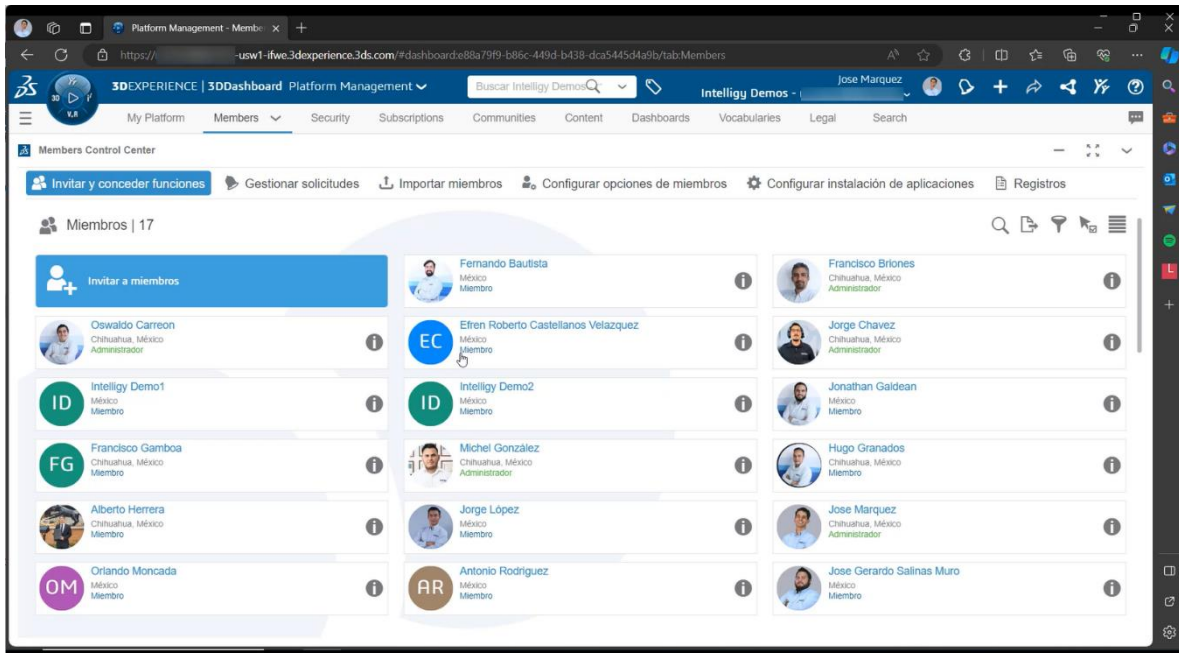 Platform Management - Membe
https://
-usw1-ifwe.3dexperience.3ds.com/#dashboard:e88a79f9-b86c-449d-b438-dca5445d4a9b/tab:Members
3DEXPERIENCE | 3DDashboard Platform Management
Buscar Intelligy Demos
Intelligy Demos -
Jose Marquez
3D
V.R
My Platform Members Security Subscriptions Communities Content Dashboards Vocabularies Legal Search
Members Control Center
Invitar y conceder funciones Gestionar solicitudes Importar miembros Configurar opciones de miembros Configurar instalación de aplicaciones Registros
Miembros | 17
Invitar a miembros
Fernando Bautista
México
Miembro
Francisco Briones
Chihuahua, México
Administrador
Oswaldo Carreon
Chihuahua, México
Administrador
EC
Efren Roberto Castellanos Velazquez
México
Miembro
Jorge Chavez
Chihuahua, México
Administrador
ID
Intelligy Demo1
México
Miembro
ID
Intelligy Demo2
México
Miembro
Jonathan Galdean
México
Miembro
FG
Francisco Gamboa
Chihuahua, México
Miembro
Michel González
Chihuahua, México
Administrador
Hugo Granados
Chihuahua, México
Miembro
Alberto Herrera
Chihuahua, México
Miembro
Jorge López
México
Miembro
Jose Marquez
Chihuahua, México
Administrador
OM
Orlando Moncada
México
Miembro
AR
Antonio Rodriguez
México
Miembro
Jose Gerardo Salinas Muro
México
Miembro